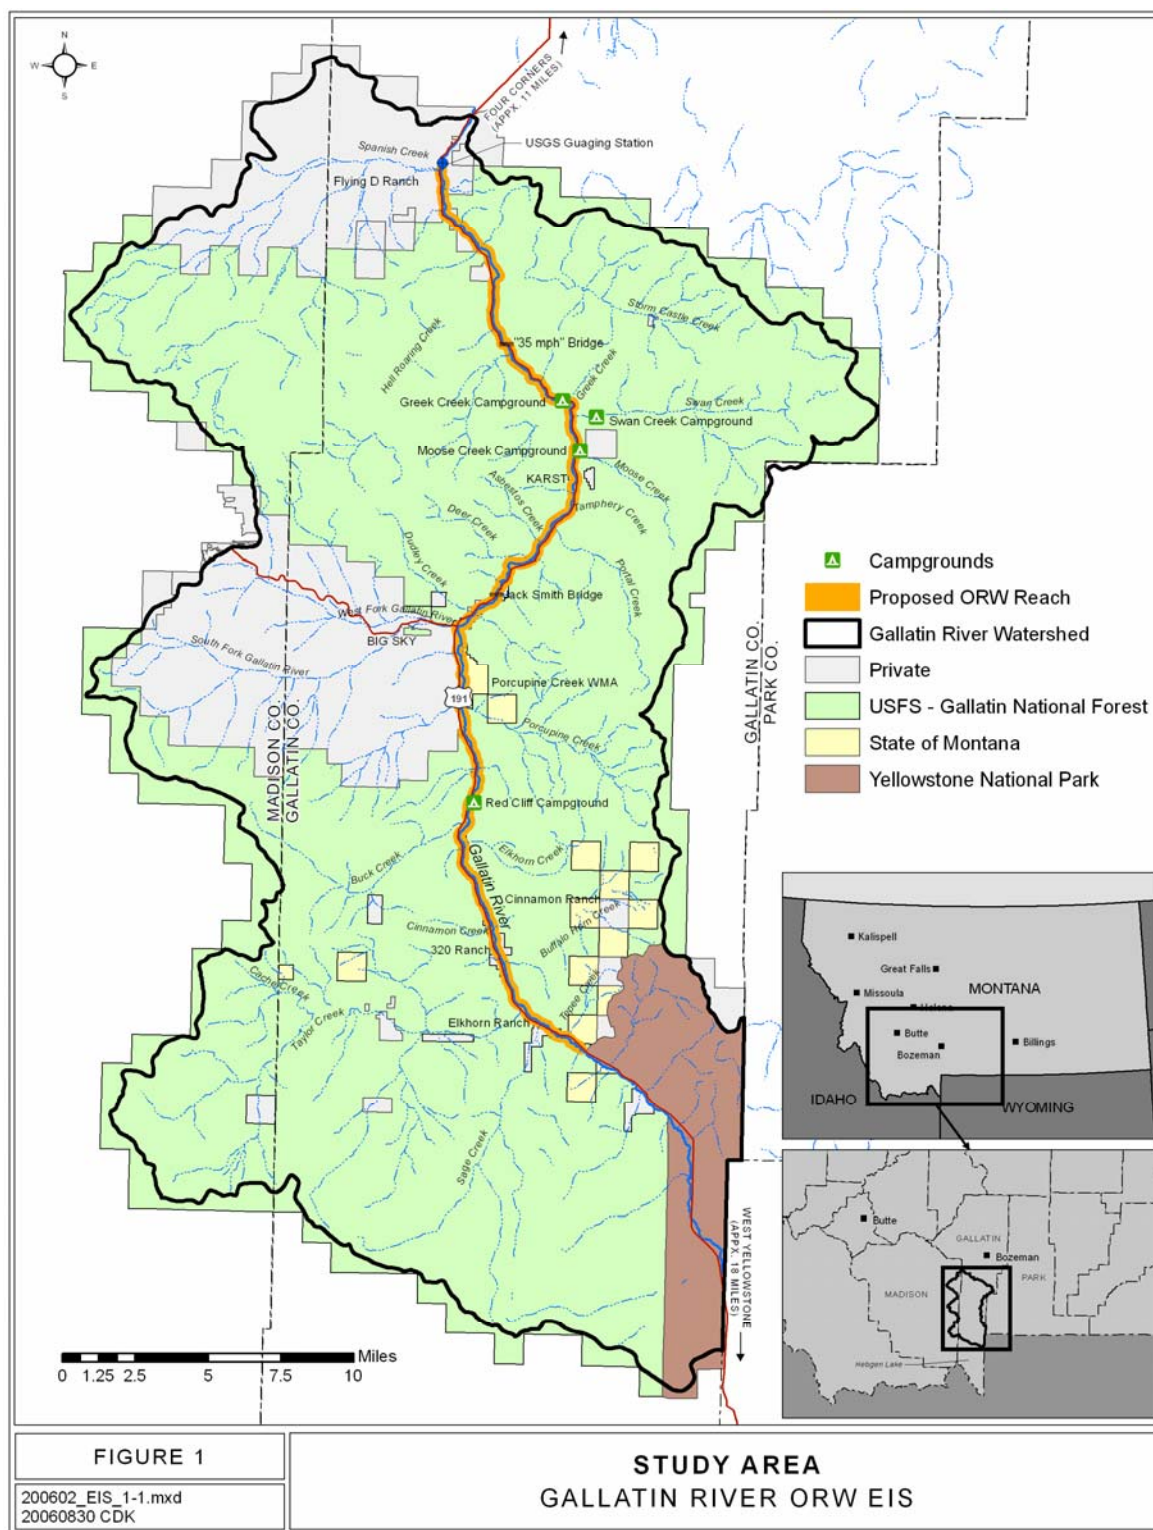 N
W
E
S
FOUR CORNERS
(APPX. 11 MILES)
Spanish Creek
USGS Guaging Station
Flying D Ranch
Storm Castle Creek
Hell Roaring Creek
"35 mph" Bridge
Greek Creek
Greek Creek Campground
Swan Creek
Swan Creek Campground
Moose Creek Campground
Moose Creek
KARST
Asbestos Creek
Tamphery Creek
Deer Creek
Dudley Creek
Portal Creek
Jack Smith Bridge
West Fork Gallatin River
BIG SKY
South Fork Gallatin River
Porcupine Creek WMA
191
Porcupine Creek
MADISON CO.
GALLATIN CO.
GALLATIN CO.
PARK CO.
Red Cliff Campground
Gallatin River
Elkhorn Creek
Buck Creek
Cinnamon Ranch
Cinnamon Creek
Buffalo Horn Creek
320 Ranch
Cache Creek
Taylor Creek
Tepee Creek
Elkhorn Ranch
Sage Creek
WEST YELLOWSTONE
(APPX. 18 MILES)
Campgrounds
Proposed ORW Reach
Gallatin River Watershed
Private
USFS - Gallatin National Forest
State of Montana
Yellowstone National Park
Kalispell
Great Falls
Missoula
MONTANA
Helena
Butte
Bozeman
Billings
IDAHO
WYOMING
Butte
GALLATIN
Bozeman
PARK
MADISON
Hebgen Lake
Miles
0 1.25 2.5 5 7.5 10
FIGURE 1
200602_EIS_1-1.mxd
20060830 CDK
STUDY AREA
GALLATIN RIVER ORW EIS